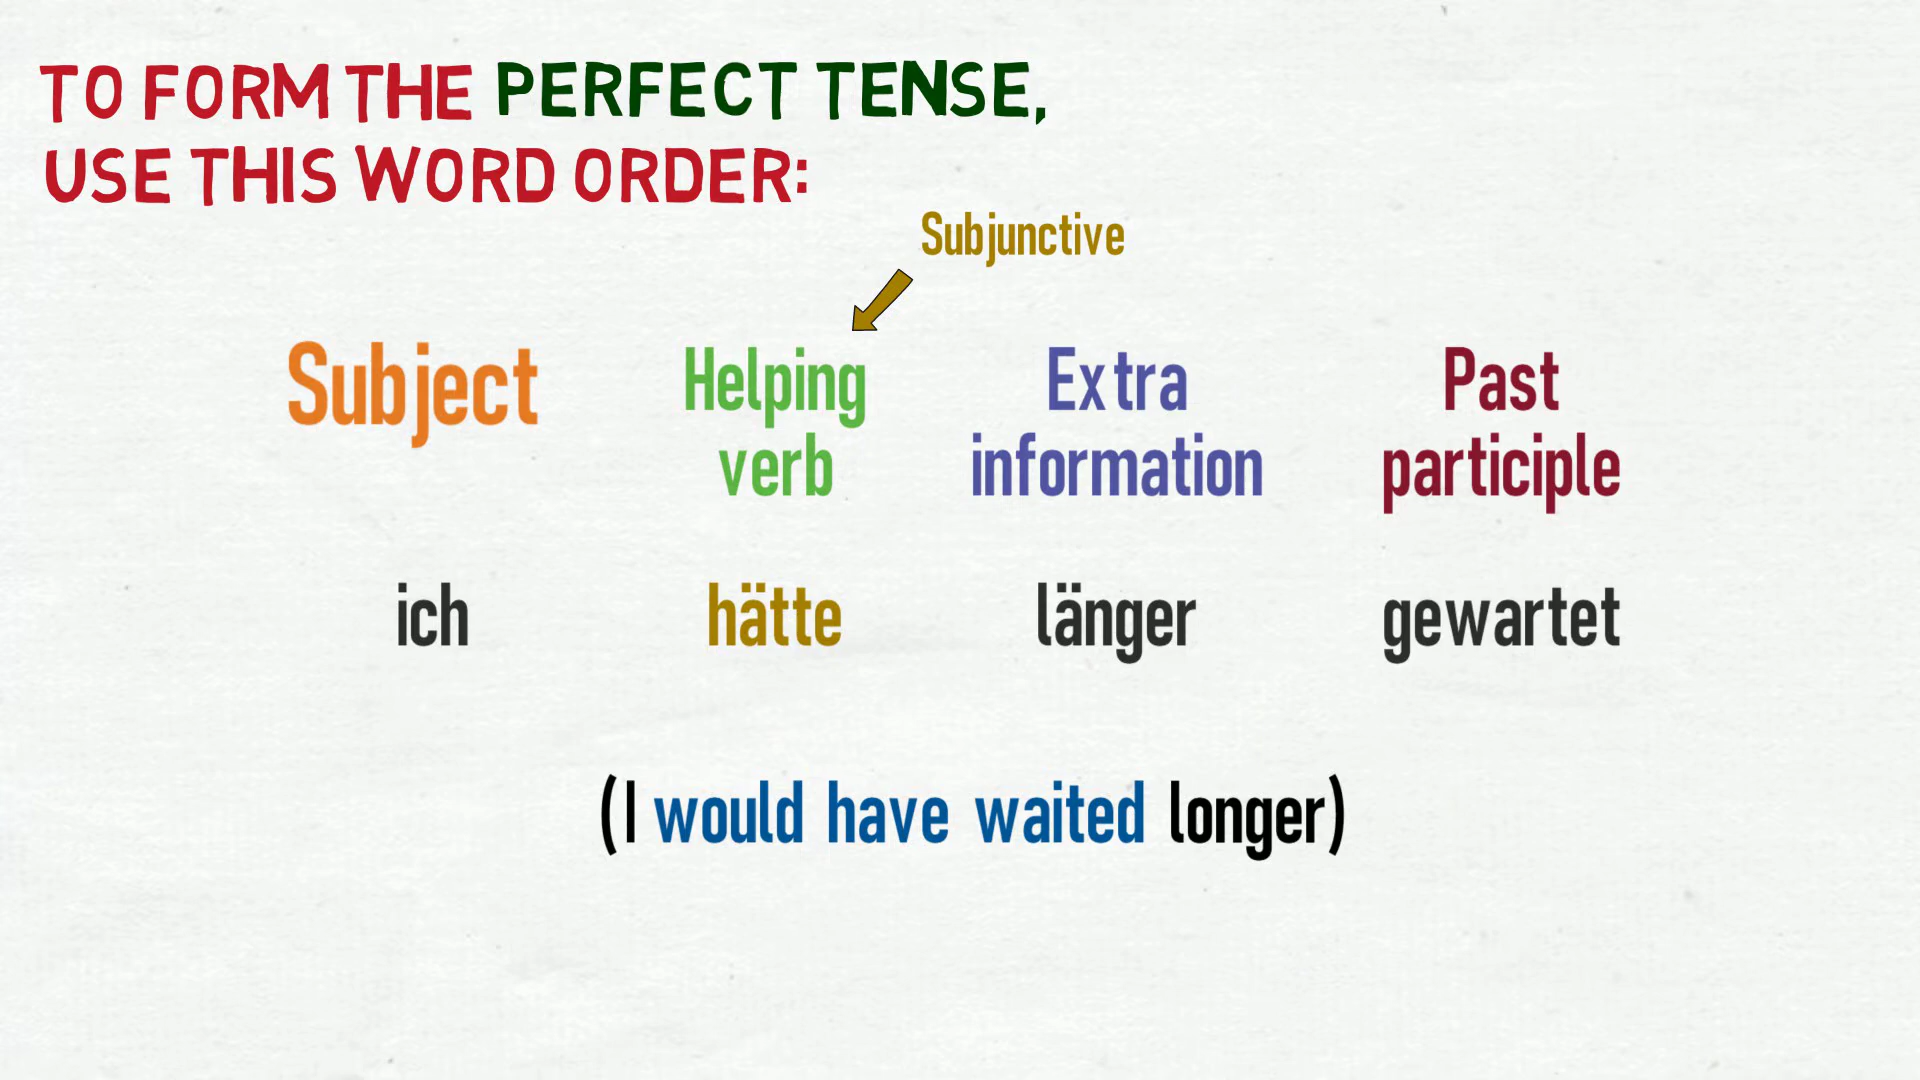 TO FORM THE PERFECT TENSE,
USE THIS WORD ORDER:
Subjunctive
Subject
Helping
verb
Extra
information
Past
participle
ich hätte länger gewartet
(I would have waited longer)